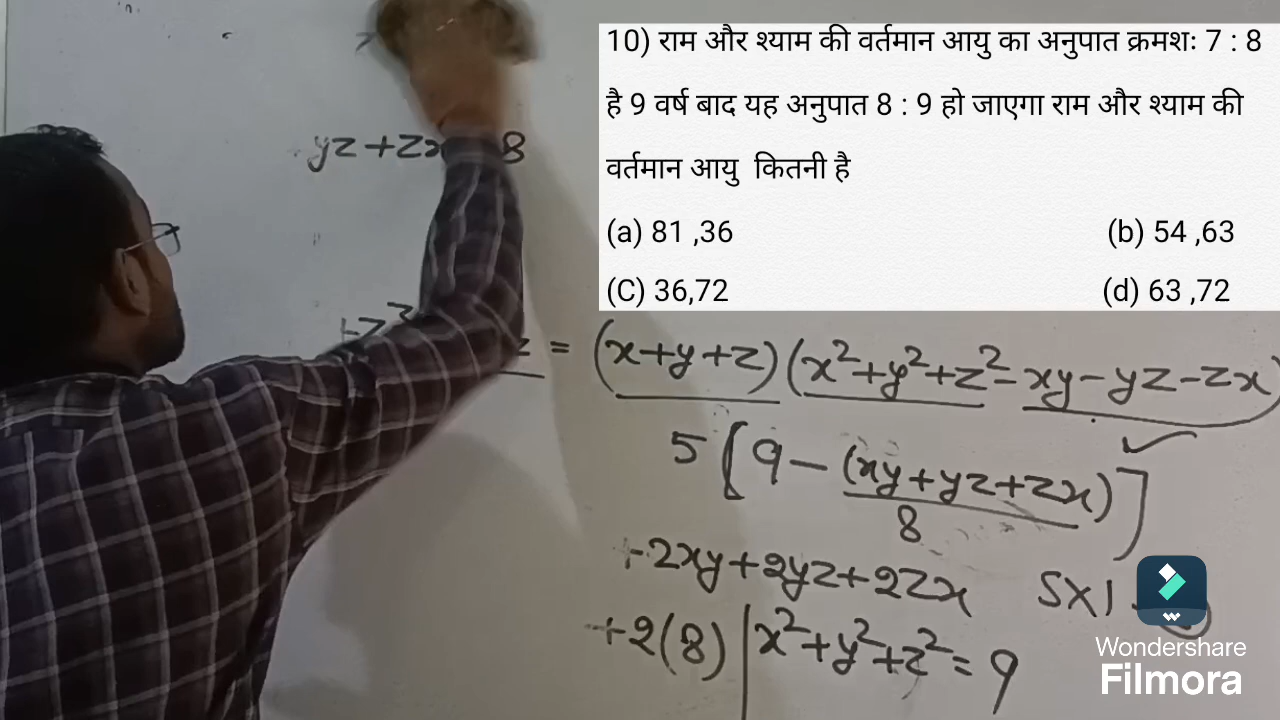 10) राम और श्याम की वर्तमान आयु का अनुपात क्रमशः 7 : 8
है 9 वर्ष बाद यह अनुपात 8 : 9 हो जाएगा राम और श्याम की
वर्तमान आयु कितनी है
(a) 81 ,36 (b) 54 ,63
(C) 36,72 (d) 63 ,72
yz+zx 8
+z³ z = (x+y+z)(x²+y²+z²-xy-yz-zx)
5[9-(xy+yz+zx)]
8
+2xy+2yz+2zx 5×1
+2(8) | x²+y²+z²=9
Wondershare
Filmora